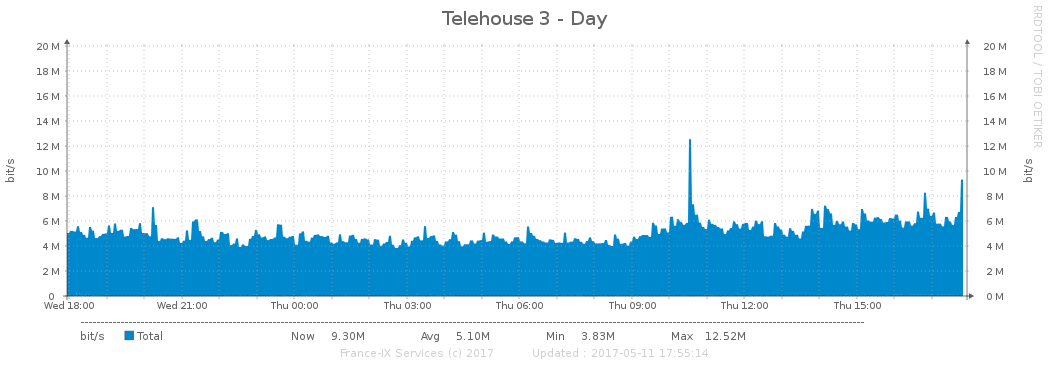 Telehouse 3 - Day
RRDTOOL / TOBI OETIKER
20 M 20 M
18 M 18 M
16 M 16 M
14 M 14 M
12 M 12 M
10 M 10 M
8 M 8 M
6 M 6 M
4 M 4 M
2 M 2 M
0 0 M
bit/s bit/s
Wed 18:00 Wed 21:00 Thu 00:00 Thu 03:00 Thu 06:00 Thu 09:00 Thu 12:00 Thu 15:00
bit/s Total Now 9.30M Avg 5.10M Min 3.83M Max 12.52M
France-IX Services (c) 2017 Updated : 2017-05-11 17:55:14